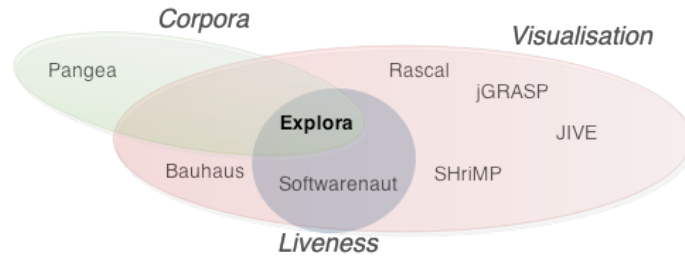 Corpora
Visualisation
Pangea
Rascal
jGRASP
Explora
JIVE
Bauhaus
SHriMP
Softwarenaut
Liveness